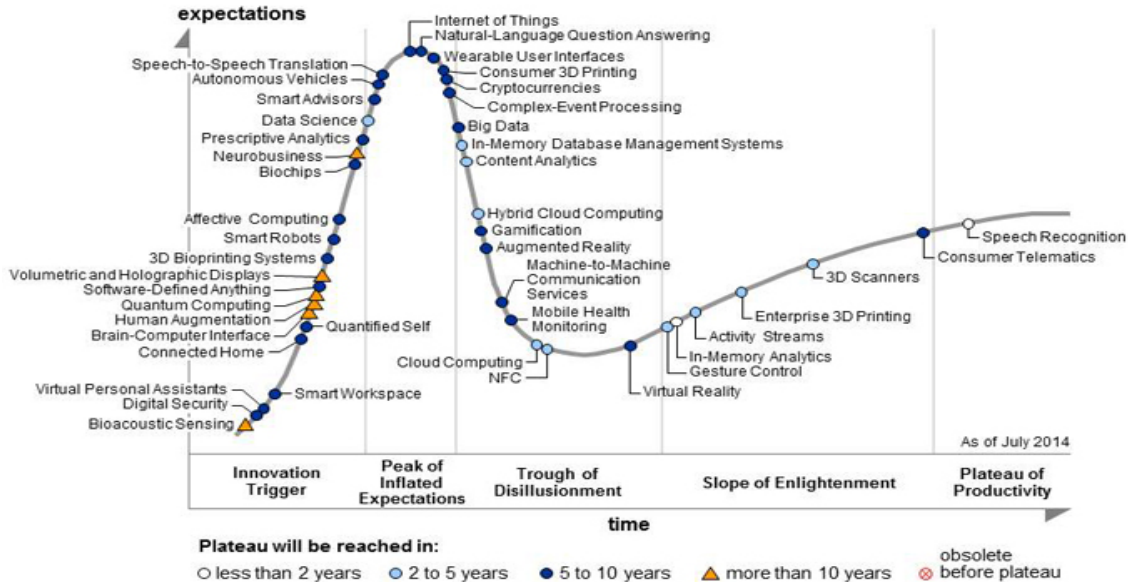 expectations
Internet of Things
Natural-Language Question Answering
Wearable User Interfaces
Speech-to-Speech Translation
Consumer 3D Printing
Autonomous Vehicles
Cryptocurrencies
Smart Advisors
Complex-Event Processing
Data Science
Big Data
Prescriptive Analytics
In-Memory Database Management Systems
Neurobusiness
Content Analytics
Biochips
Affective Computing
Hybrid Cloud Computing
Gamification
Smart Robots
Augmented Reality
3D Bioprinting Systems
Machine-to-Machine
Communication
Services
Volumetric and Holographic Displays
Software-Defined Anything
Quantum Computing
Mobile Health
Monitoring
Human Augmentation
Brain-Computer Interface
Quantified Self
Connected Home
Cloud Computing
NFC
Virtual Personal Assistants
Smart Workspace
Digital Security
Bioacoustic Sensing
Speech Recognition
Consumer Telematics
3D Scanners
Enterprise 3D Printing
Activity Streams
In-Memory Analytics
Gesture Control
Virtual Reality
As of July 2014
Innovation
Trigger
Peak of
Inflated
Expectations
Trough of
Disillusionment
Slope of Enlightenment
Plateau of
Productivity
time
Plateau will be reached in:
less than 2 years
2 to 5 years
5 to 10 years
more than 10 years
obsolete
before plateau